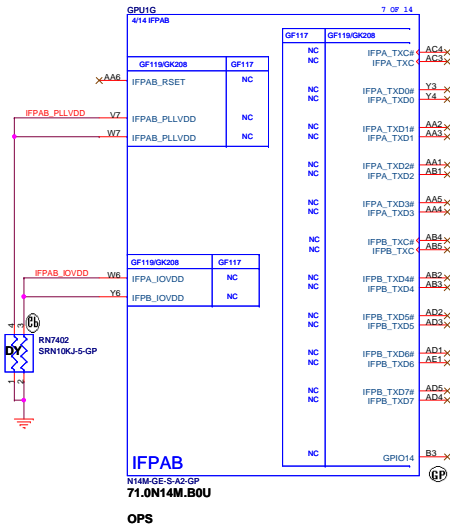 GPU1G 7 OF 14
4/14 IFPAB
GF119/GK208 GF117
AA6 IFPAB_RSET NC
IFPAB_PLLVDD V7 IFPAB_PLLVDD NC
W7 IFPAB_PLLVDD NC
GF119/GK208 GF117
IFPAB_IOVDD W6 IFPA_IOVDD NC
Y6 IFPB_IOVDD NC
GF117 GF119/GK208
NC IFPA_TXC# AC4
NC IFPA_TXC AC3
NC IFPA_TXD0# Y3
NC IFPA_TXD0 Y4
NC IFPA_TXD1# AA2
NC IFPA_TXD1 AA3
NC IFPA_TXD2# AA1
NC IFPA_TXD2 AB1
NC IFPA_TXD3# AA5
NC IFPA_TXD3 AA4
NC IFPB_TXC# AB4
NC IFPB_TXC AB5
NC IFPB_TXD4# AB2
NC IFPB_TXD4 AB3
NC IFPB_TXD5# AD2
NC IFPB_TXD5 AD3
NC IFPB_TXD6# AD1
NC IFPB_TXD6 AE1
NC IFPB_TXD7# AD5
NC IFPB_TXD7 AD4
NC GPIO14 B3
4 3
DY
RN7402
SRN10KJ-5-GP
1 2
IFPAB
GP
N14M-GE-S-A2-GP
71.0N14M.B0U
OPS